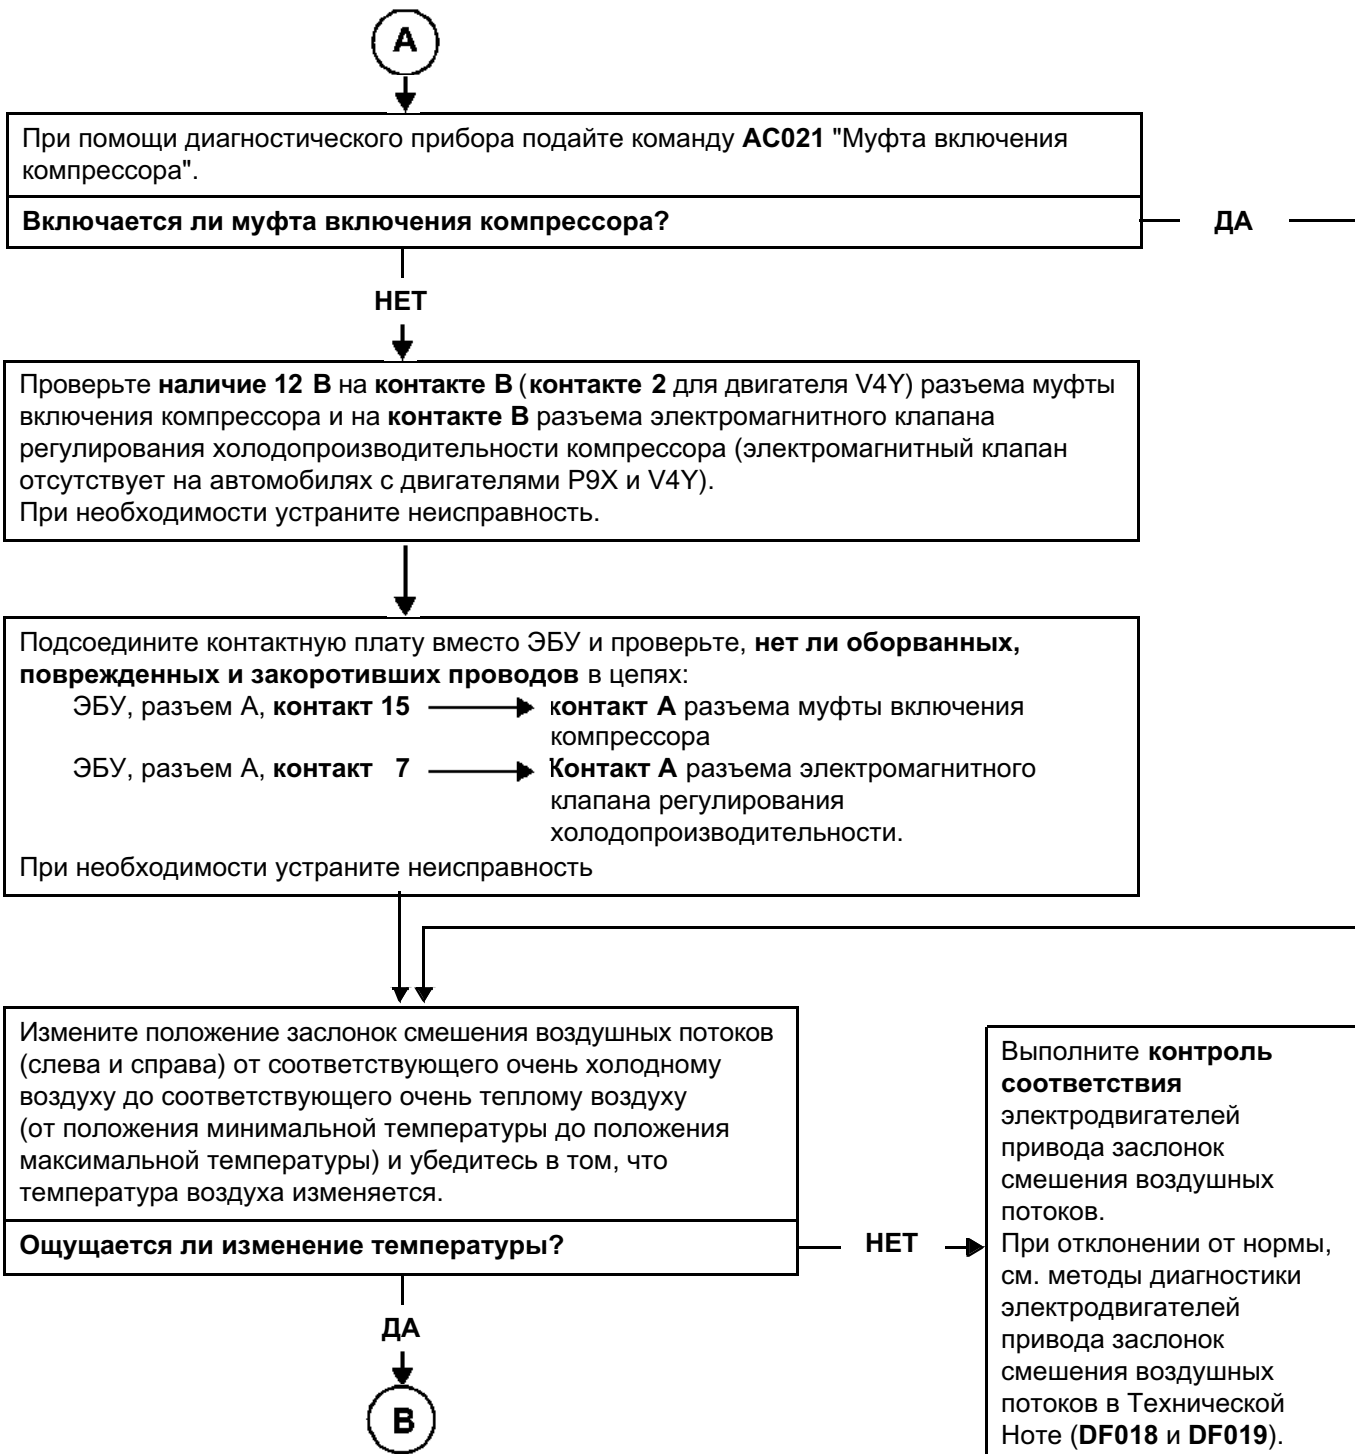 А
При помощи диагностического прибора подайте команду AC021 "Муфта включения
компрессора".
Включается ли муфта включения компрессора?
ДА
НЕТ
Проверьте наличие 12 В на контакте В (контакте 2 для двигателя V4Y) разъема муфты
включения компрессора и на контакте В разъема электромагнитного клапана
регулирования холодопроизводительности компрессора (электромагнитный клапан
отсутствует на автомобилях с двигателями P9X и V4Y).
При необходимости устраните неисправность.
Подсоедините контактную плату вместо ЭБУ и проверьте, нет ли оборванных,
поврежденных и закоротивших проводов в цепях:
ЭБУ, разъем А, контакт 15 контакт А разъема муфты включения
компрессора
ЭБУ, разъем А, контакт 7 Контакт А разъема электромагнитного
клапана регулирования
холодопроизводительности.
При необходимости устраните неисправность
Измените положение заслонок смешения воздушных потоков
(слева и справа) от соответствующего очень холодному
воздуху до соответствующего очень теплому воздуху
(от положения минимальной температуры до положения
максимальной температуры) и убедитесь в том, что
температура воздуха изменяется.
Ощущается ли изменение температуры?
НЕТ
Выполните контроль
соответствия
электродвигателей
привода заслонок
смешения воздушных
потоков.
При отклонении от нормы,
см. методы диагностики
электродвигателей
привода заслонок
смешения воздушных
потоков в Технической
Ноте (DF018 и DF019).
ДА
В